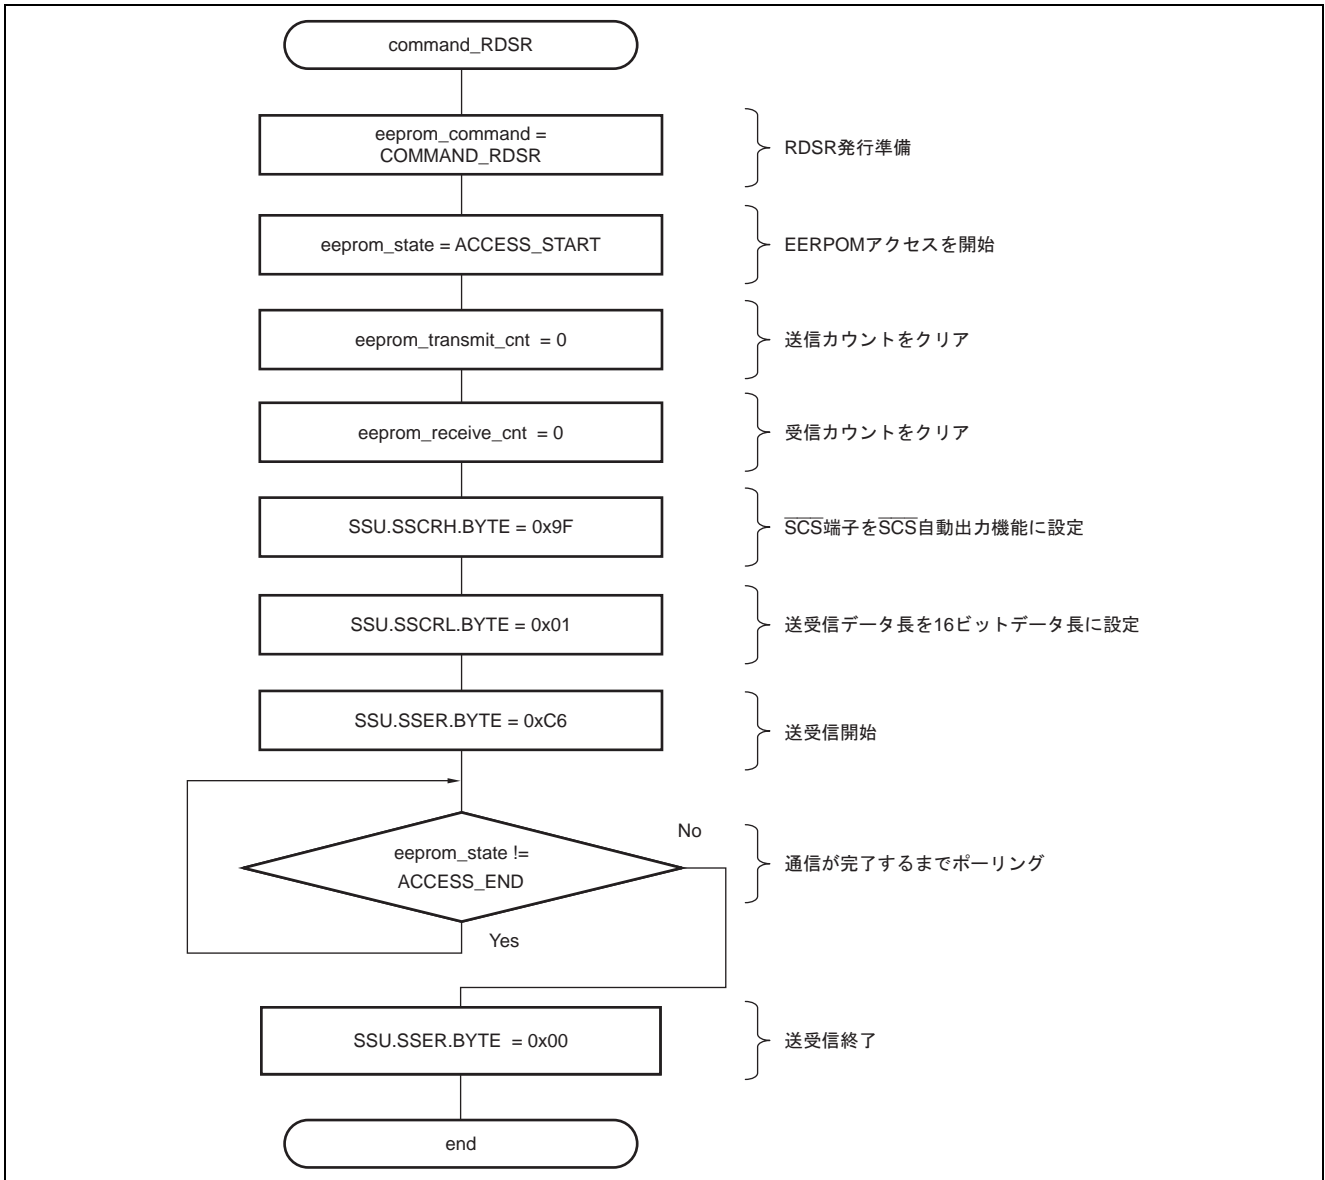 command_RDSR
eeprom_command =
COMMAND_RDSR
RDSR発行準備
eeprom_state = ACCESS_START
EERPOMアクセスを開始
eeprom_transmit_cnt = 0
送信カウントをクリア
eeprom_receive_cnt = 0
受信カウントをクリア
SSU.SSCRH.BYTE = 0x9F
S̅C̅S̅端子をS̅C̅S̅自動出力機能に設定
SSU.SSCRL.BYTE = 0x01
送受信データ長を16ビットデータ長に設定
SSU.SSER.BYTE = 0xC6
送受信開始
No
eeprom_state !=
ACCESS_END
通信が完了するまでポーリング
Yes
SSU.SSER.BYTE = 0x00
送受信終了
end